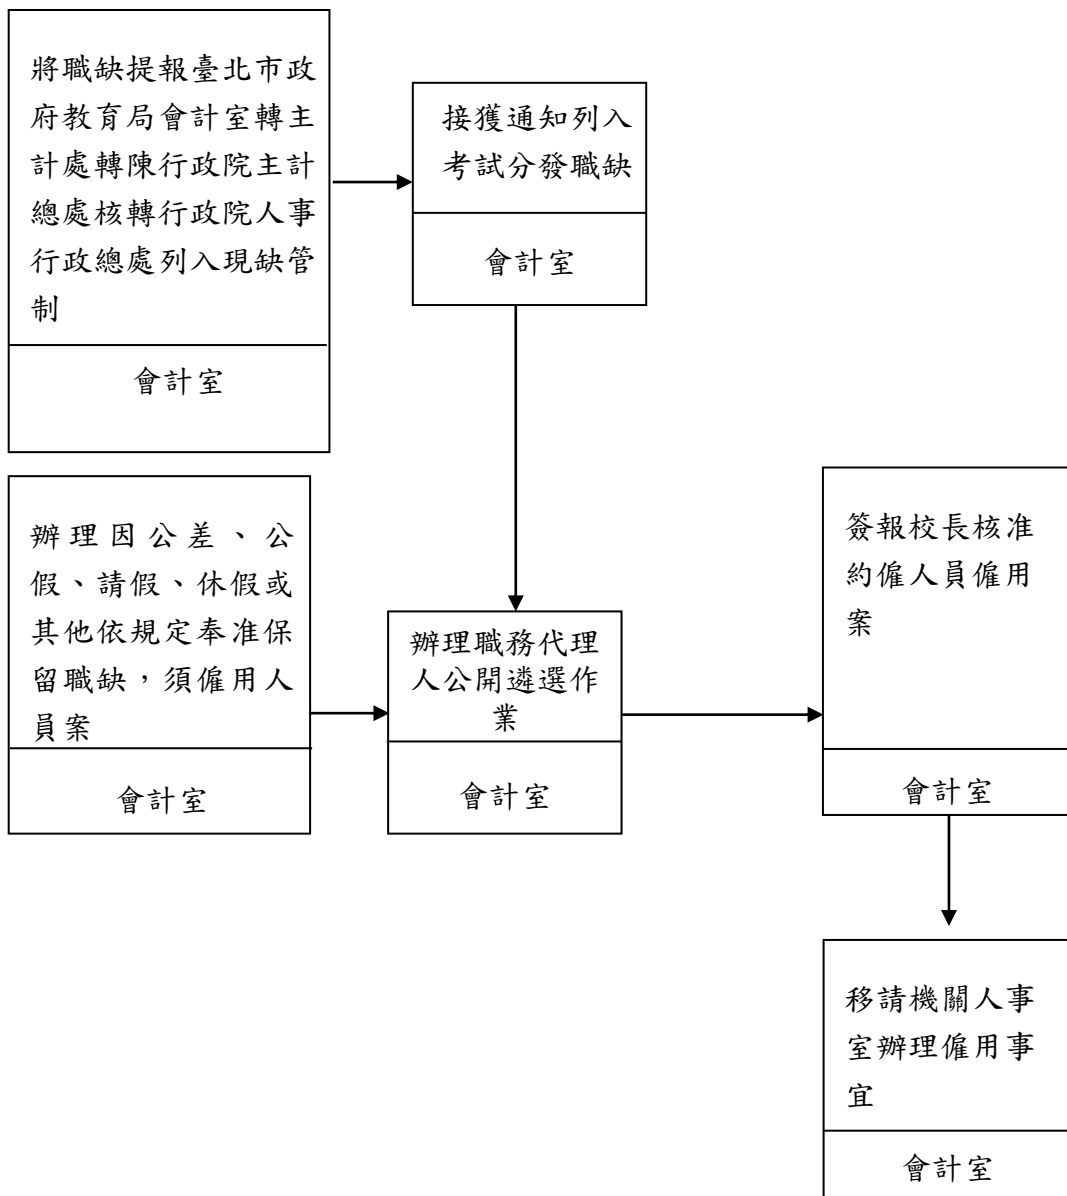 將職缺提報臺北市政
府教育局會計室轉主
計處轉陳行政院主計
總處核轉行政院人事
行政總處列入現缺管
制
會計室
接獲通知列入
考試分發職缺
會計室
辦理因公差、公
假、請假、休假或
其他依規定奉准保
留職缺，須僱用人
員案
會計室
辦理職務代理
人公開遴選作
業
會計室
簽報校長核准
約僱人員僱用
案
會計室
移請機關人事
室辦理僱用事
宜
會計室